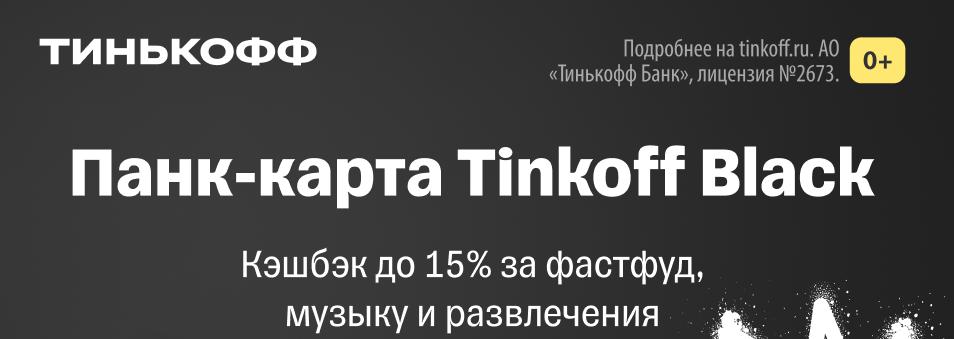 ТИНЬКОФФ
Подробнее на tinkoff.ru. АО
«Тинькофф Банк», лицензия №2673.
0+
Панк-карта Tinkoff Black
Кэшбэк до 15% за фастфуд,
музыку и развлечения